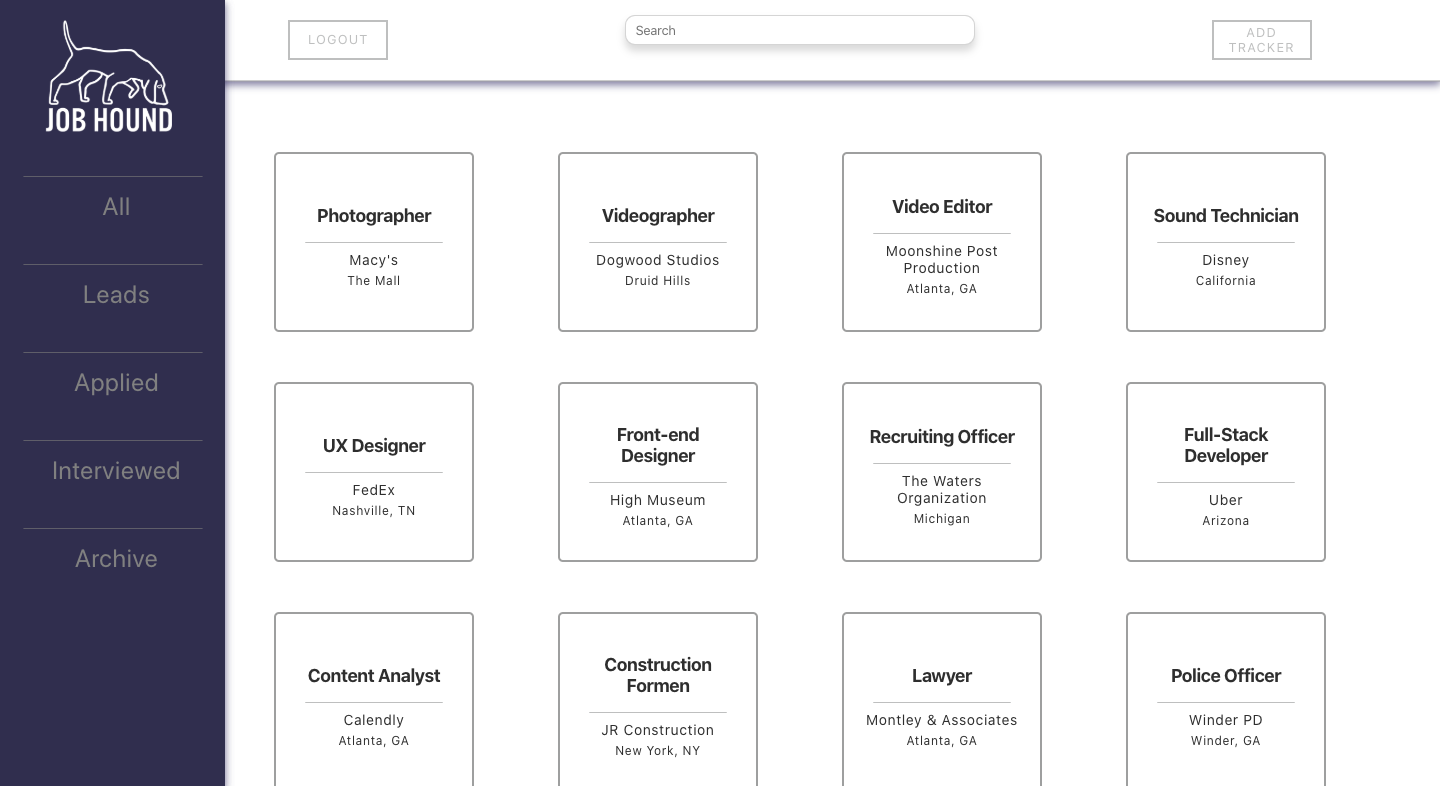 JOB HOUND
All
Leads
Applied
Interviewed
Archive
LOGOUT
Search
ADD
TRACKER
Photographer
Macy's
The Mall
Videographer
Dogwood Studios
Druid Hills
Video Editor
Moonshine Post
Production
Atlanta, GA
Sound Technician
Disney
California
UX Designer
FedEx
Nashville, TN
Front-end
Designer
High Museum
Atlanta, GA
Recruiting Officer
The Waters
Organization
Michigan
Full-Stack
Developer
Uber
Arizona
Content Analyst
Calendly
Atlanta, GA
Construction
Formen
JR Construction
New York, NY
Lawyer
Montley & Associates
Atlanta, GA
Police Officer
Winder PD
Winder, GA